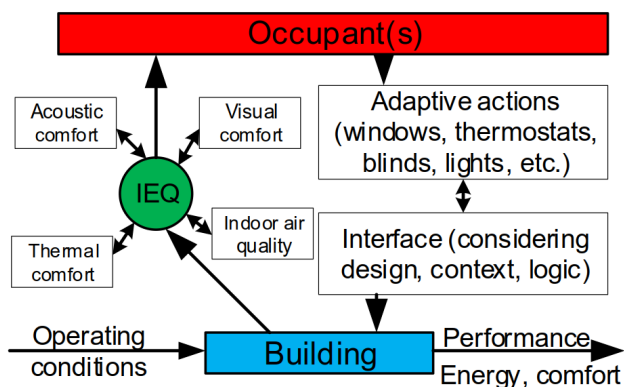 Occupant(s)
Acoustic
comfort
Visual
comfort
Adaptive actions
(windows, thermostats,
blinds, lights, etc.)
IEQ
Thermal
comfort
Indoor air
quality
Interface (considering
design, context, logic)
Operating
conditions
Building
Performance
Energy, comfort